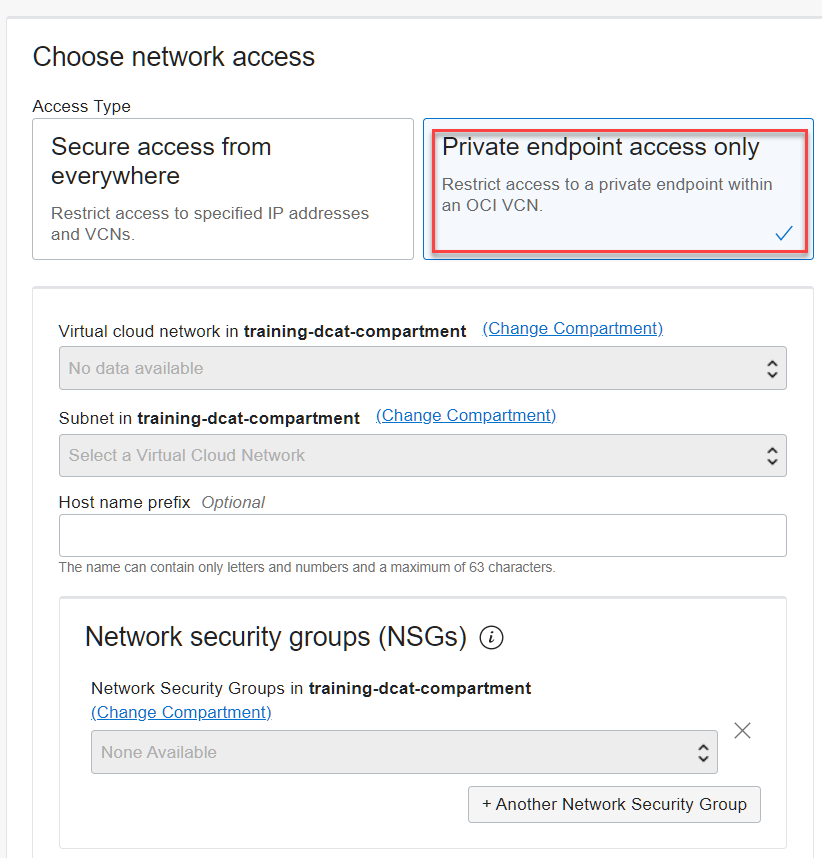 Choose network access
Access Type
Secure access from
everywhere
Restrict access to specified IP addresses
and VCNs.
Private endpoint access only
Restrict access to a private endpoint within
an OCI VCN.
Virtual cloud network in training-dcat-compartment (Change Compartment)
No data available
Subnet in training-dcat-compartment (Change Compartment)
Select a Virtual Cloud Network
Host name prefix Optional
The name can contain only letters and numbers and a maximum of 63 characters.
Network security groups (NSGs) i
Network Security Groups in training-dcat-compartment
(Change Compartment)
None Available
+ Another Network Security Group